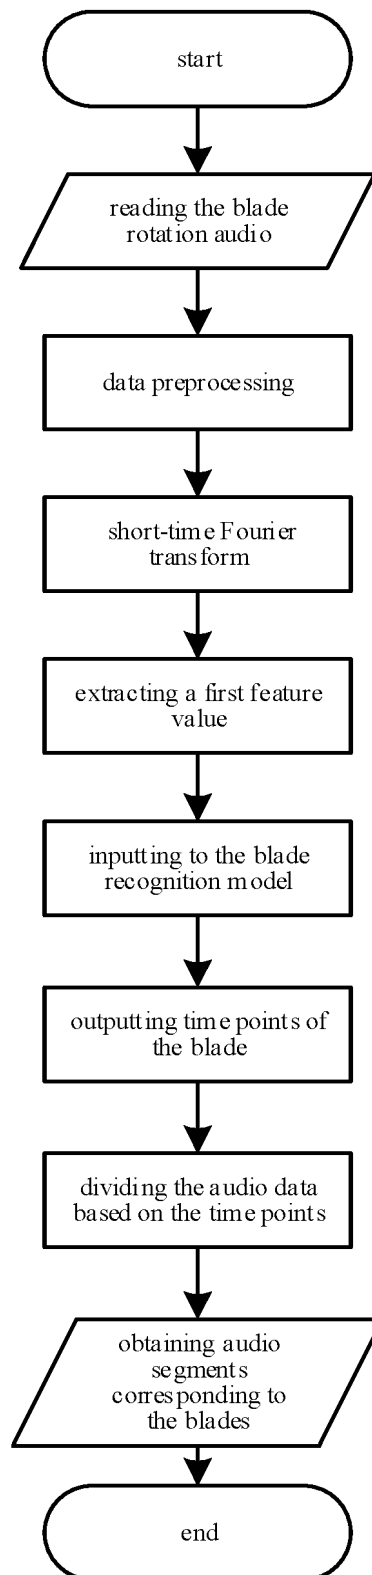 start
reading the blade
rotation audio
data preprocessing
short-time Fourier
transform
extracting a first feature
value
inputting to the blade
recognition model
outputting time points of
the blade
dividing the audio data
based on the time points
obtaining audio
segments
corresponding to
the blades
end